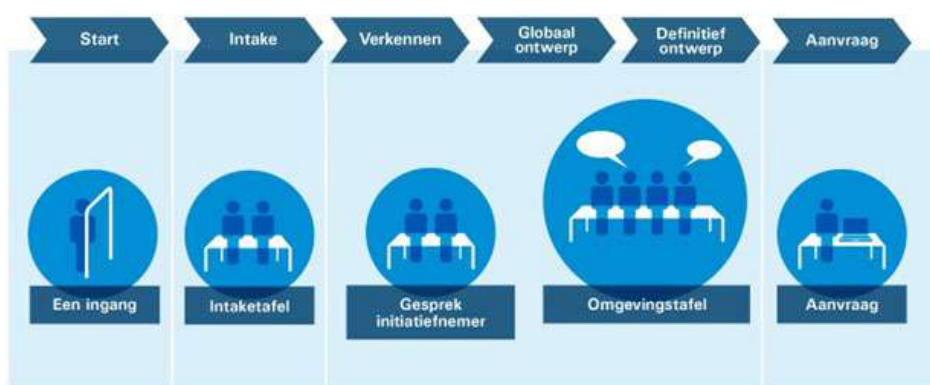 Start
Intake
Verkennen
Globaal
ontwerp
Definitief
ontwerp
Aanvraag
Een ingang
Intaketafel
Gesprek
initiatiefnemer
Omgevingstafel
Aanvraag